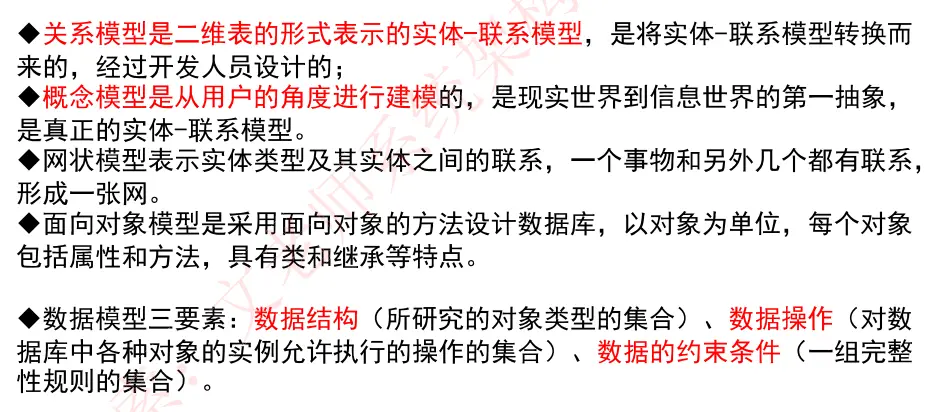 ◆关系模型是二维表的形式表示的实体-联系模型，是将实体-联系模型转换而
来的，经过开发人员设计的；
◆概念模型是从用户的角度进行建模的，是现实世界到信息世界的第一抽象，
是真正的实体-联系模型。
◆网状模型表示实体类型及其实体之间的联系，一个事物和另外几个都有联系，
形成一张网。
◆面向对象模型是采用面向对象的方法设计数据库，以对象为单位，每个对象
包括属性和方法，具有类和继承等特点。
◆数据模型三要素：数据结构（所研究的对象类型的集合）、数据操作（对数
据库中各种对象的实例允许执行的操作的集合）、数据的约束条件（一组完整
性规则的集合）。
文老师系统架构